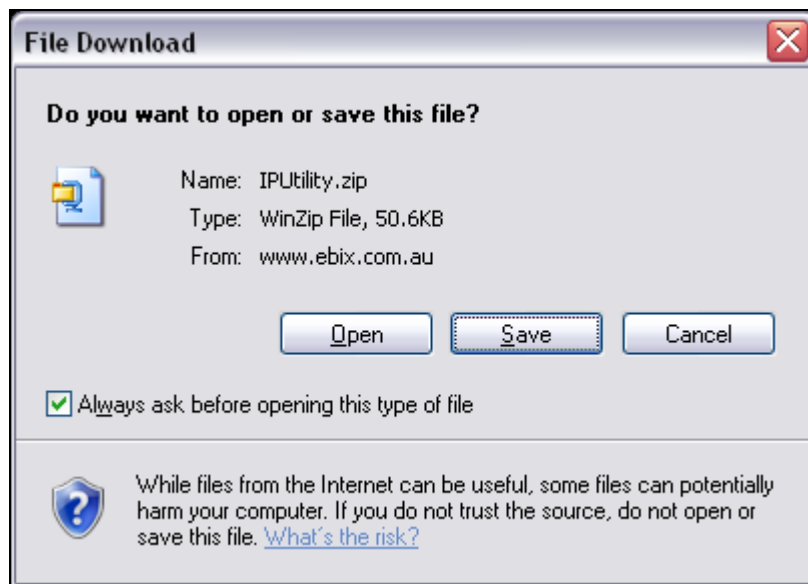 File Download
Do you want to open or save this file?
Name: IPUtility.zip
Type: WinZip File, 50.6KB
From: www.ebix.com.au
Open Save Cancel
Always ask before opening this type of file
While files from the Internet can be useful, some files can potentially
harm your computer. If you do not trust the source, do not open or
save this file. What's the risk?